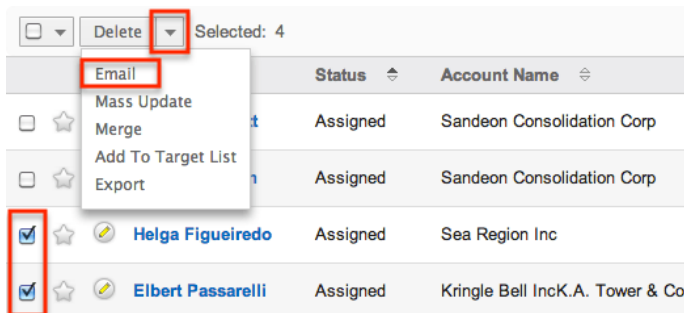 Delete Selected: 4
Email
Status Account Name
Mass Update
Merge
Assigned Sandeon Consolidation Corp
Add To Target List
Export
Assigned Sandeon Consolidation Corp
Helga Figueiredo Assigned Sea Region Inc
Elbert Passarelli Assigned Kringle Bell IncK.A. Tower & Co